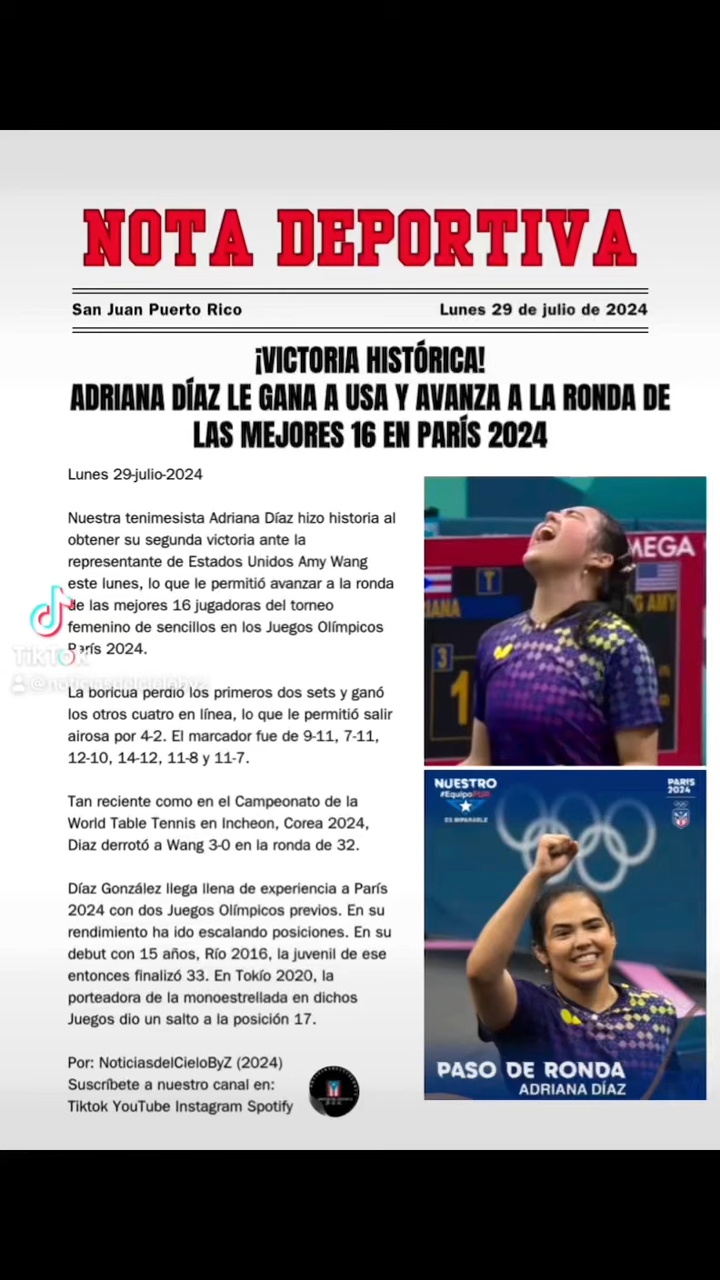 NOTA DEPORTIVA
San Juan Puerto Rico
Lunes 29 de julio de 2024
¡VICTORIA HISTÓRICA!
ADRIANA DÍAZ LE GANA A USA Y AVANZA A LA RONDA DE
LAS MEJORES 16 EN PARÍS 2024
Lunes 29-julio-2024
Nuestra tenimesista Adriana Díaz hizo historia al
obtener su segunda victoria ante la
representante de Estados Unidos Amy Wang
este lunes, lo que le permitió avanzar a la ronda
de las mejores 16 jugadoras del torneo
femenino de sencillos en los Juegos Olímpicos
París 2024.
La boricua perdió los primeros dos sets y ganó
los otros cuatro en línea, lo que le permitió salir
airosa por 4-2. El marcador fue de 9-11, 7-11,
12-10, 14-12, 11-8 y 11-7.
Tan reciente como en el Campeonato de la
World Table Tennis en Incheon, Corea 2024,
Diaz derrotó a Wang 3-0 en la ronda de 32.
Díaz González llega llena de experiencia a París
2024 con dos Juegos Olímpicos previos. En su
rendimiento ha ido escalando posiciones. En su
debut con 15 años, Río 2016, la juvenil de ese
entonces finalizó 33. En Tokío 2020, la
porteadora de la monoestrellada en dichos
Juegos dio un salto a la posición 17.
Por: NoticiasdelCieloByZ (2024)
Suscríbete a nuestro canal en:
Tiktok YouTube Instagram Spotify
TikTok
@noticiasdelcielobyz
MEGA
T
IANA
G AMY
3
1
NUESTRO
#EquipoPUR
ES IMPARABLE
PARIS
2024
PASO DE RONDA
ADRIANA DÍAZ